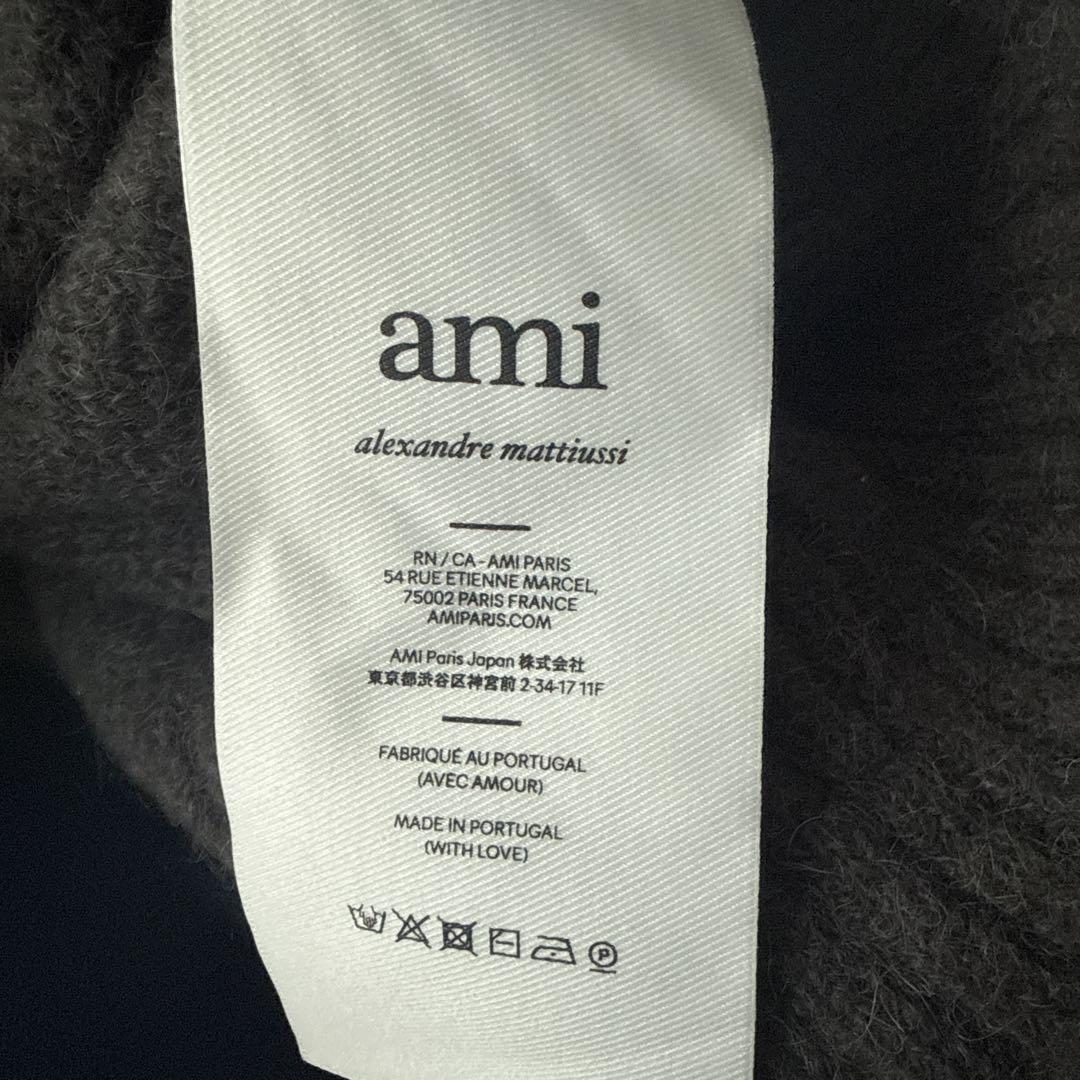 ami
alexandre mattiussi
RN / CA - AMI PARIS
54 RUE ETIENNE MARCEL,
75002 PARIS FRANCE
AMIPARIS.COM
AMI Paris Japan 株式会社
東京都渋谷区神宮前 2-34-17 11F
FABRIQUÉ AU PORTUGAL
(AVEC AMOUR)
MADE IN PORTUGAL
(WITH LOVE)
P